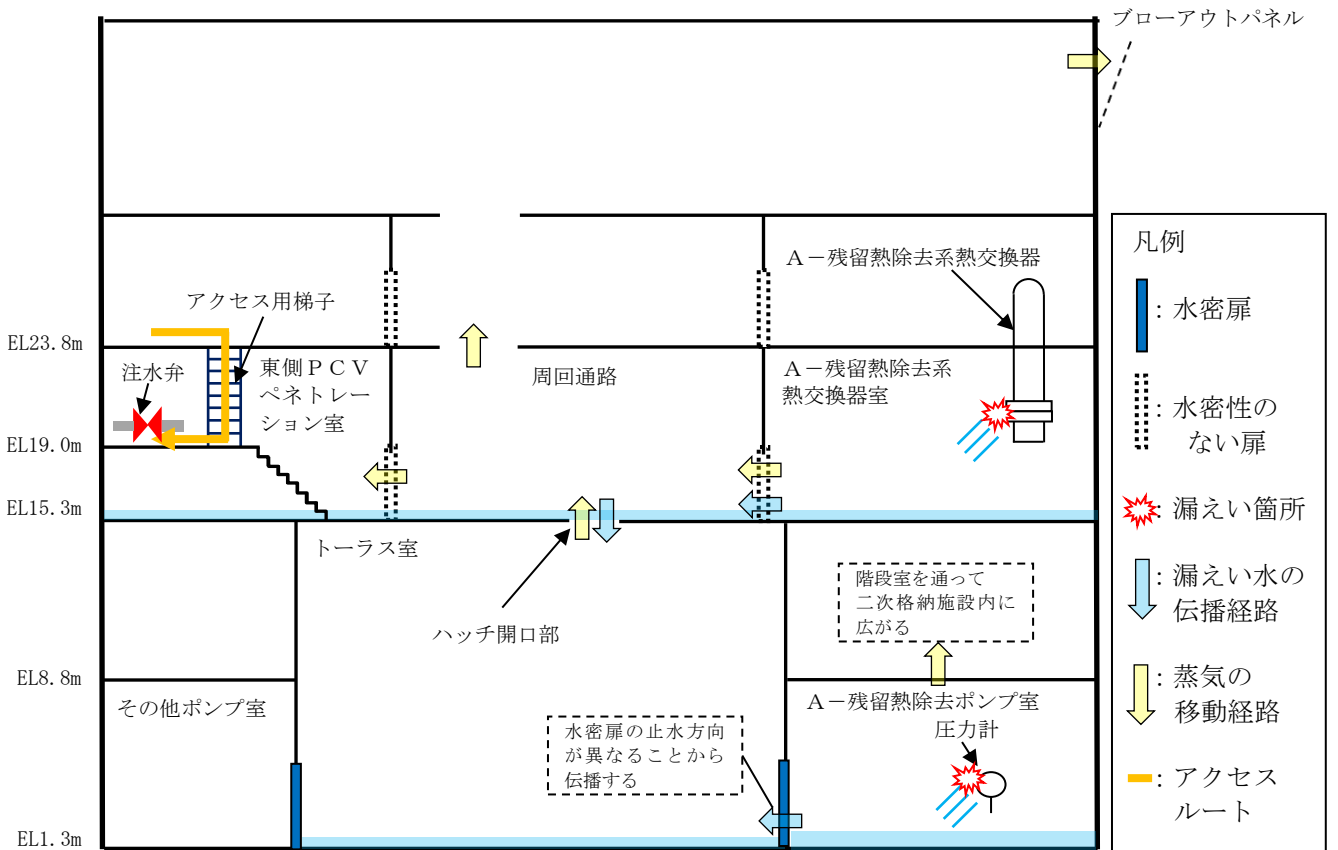 ブローアウトパネル
A－残留熱除去系熱交換器
アクセス用梯子
EL23.8m
注水弁
東側PCV
ペネトレー
ション室
周回通路
A－残留熱除去系
熱交換器室
EL19.0m
EL15.3m
トーラス室
階段室を通って
二次格納施設内に
広がる
ハッチ開口部
EL8.8m
その他ポンプ室
A－残留熱除去ポンプ室
圧力計
水密扉の止水方向
が異なることから
伝播する
EL1.3m
凡例
：水密扉
：水密性の
ない扉
：漏えい箇所
：漏えい水の
伝播経路
：蒸気の
移動経路
：アクセス
ルート